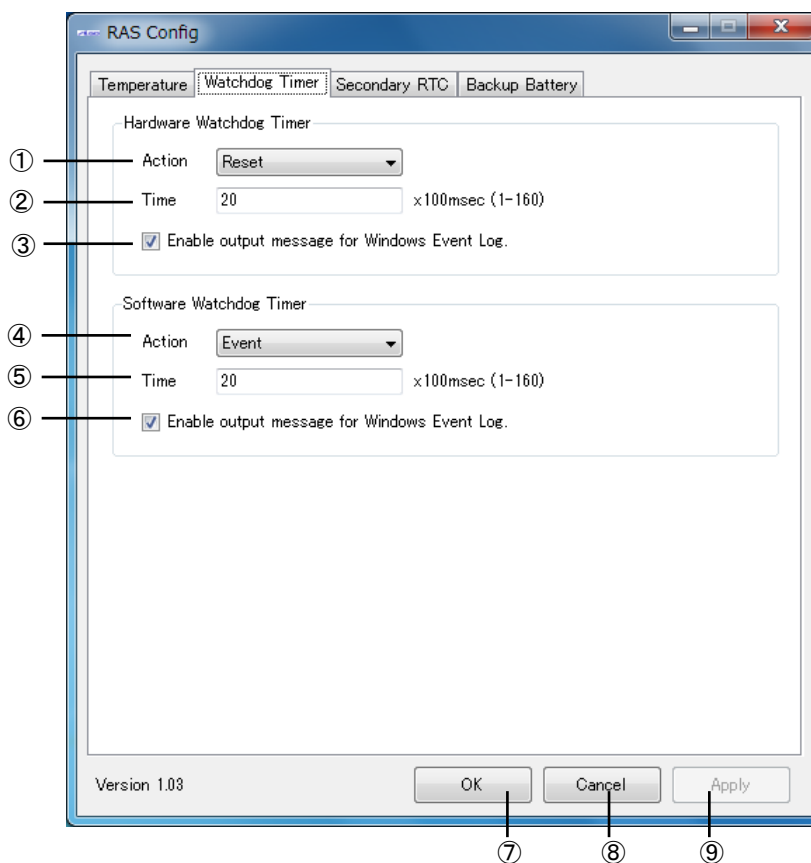 RAS Config
Temperature Watchdog Timer Secondary RTC Backup Battery
Hardware Watchdog Timer
① Action Reset
② Time 20 x100msec (1-160)
③ Enable output message for Windows Event Log.
Software Watchdog Timer
④ Action Event
⑤ Time 20 x100msec (1-160)
⑥ Enable output message for Windows Event Log.
Version 1.03 OK Cancel Apply
⑦ ⑧ ⑨